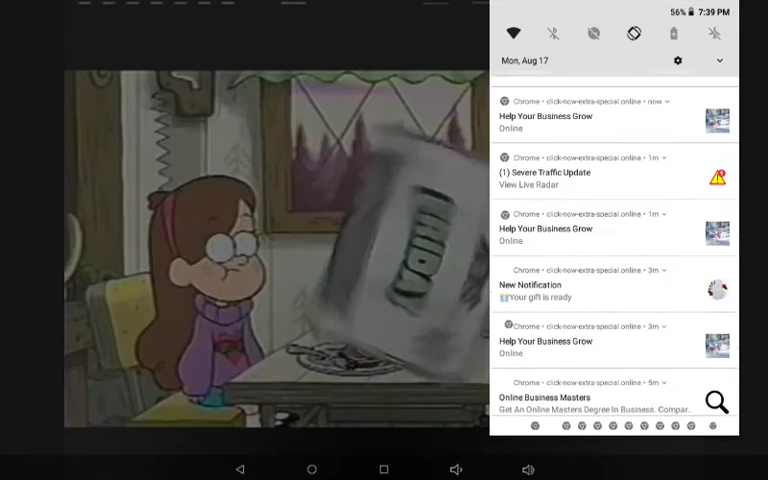 56% 7:39 PM
Mon, Aug 17
Chrome • click-now-extra-special.online • now
Help Your Business Grow
Online
Chrome • click-now-extra-special.online • 1m
(1) Severe Traffic Update
View Live Radar
Chrome • click-now-extra-special.online • 1m
Help Your Business Grow
Online
Chrome • click-now-extra-special.online • 3m
New Notification
🎁Your gift is ready
Chrome • click-now-extra-special.online • 3m
Help Your Business Grow
Online
Chrome • click-now-extra-special.online • 5m
Online Business Masters
Get An Online Masters Degree In Business. Compar..